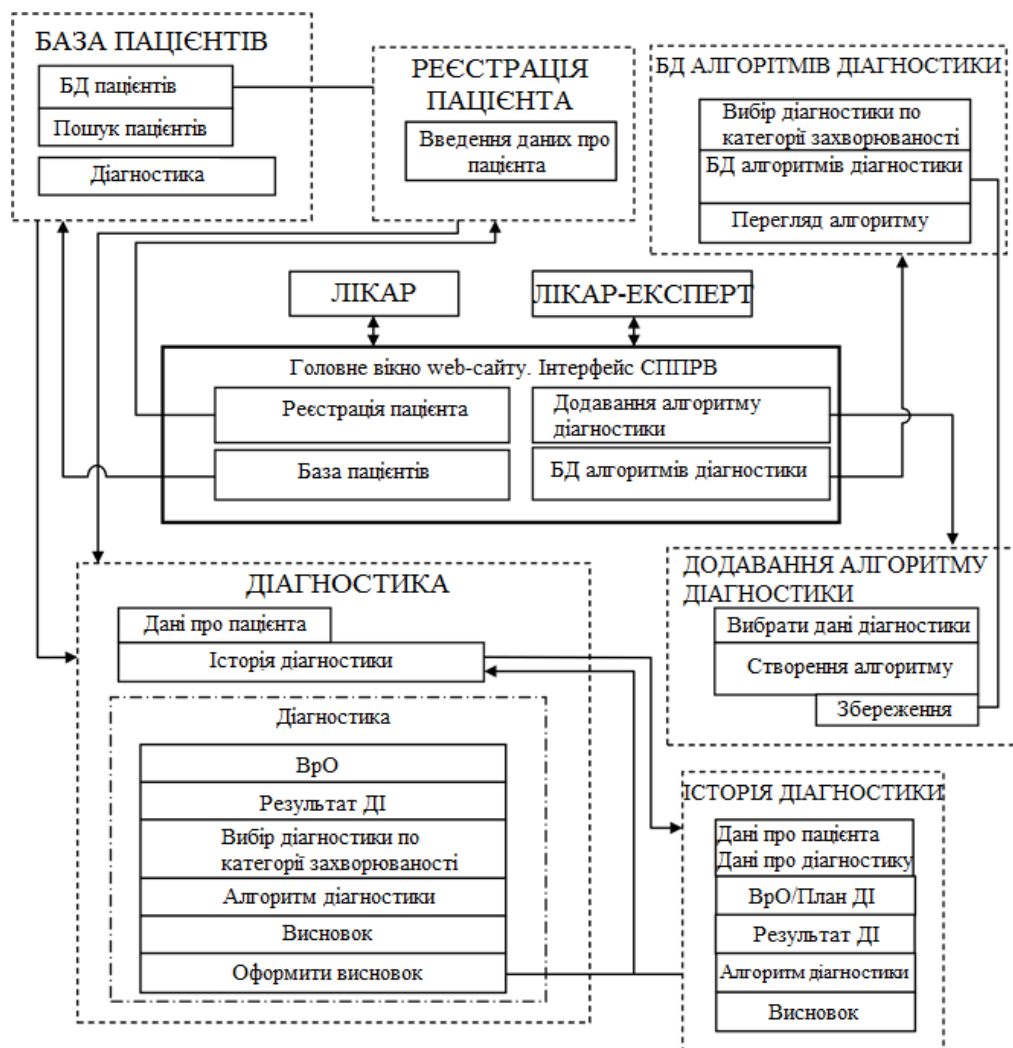 БАЗА ПАЦІЄНТІВ
БД пацієнтів
Пошук пацієнтів
Діагностика
РЕЄСТРАЦІЯ
ПАЦІЄНТА
Введення даних про
пацієнта
БД АЛГОРІТМІВ ДІАГНОСТИКИ
Вибір діагностики по
категорії захворюваності
БД алгоритмів діагностики
Перегляд алгоритму
ЛІКАР
ЛІКАР-ЕКСПЕРТ
Головне вікно web-сайту. Інтерфейс СППРВ
Реєстрація пацієнта
База пацієнтів
Додавання алгоритму
діагностики
БД алгоритмів діагностики
ДІАГНОСТИКА
Дані про пацієнта
Історія діагностики
Діагностика
ВрО
Результат ДІ
Вибір діагностики по
категорії захворюваності
Алгоритм діагностики
Висновок
Оформити висновок
ДОДАВАННЯ АЛГОРИТМУ
ДІАГНОСТИКИ
Вибрати дані діагностики
Створення алгоритму
Збереження
ІСТОРІЯ ДІАГНОСТИКИ
Дані про пацієнта
Дані про діагностику
ВрО/План ДІ
Результат ДІ
Алгоритм діагностики
Висновок